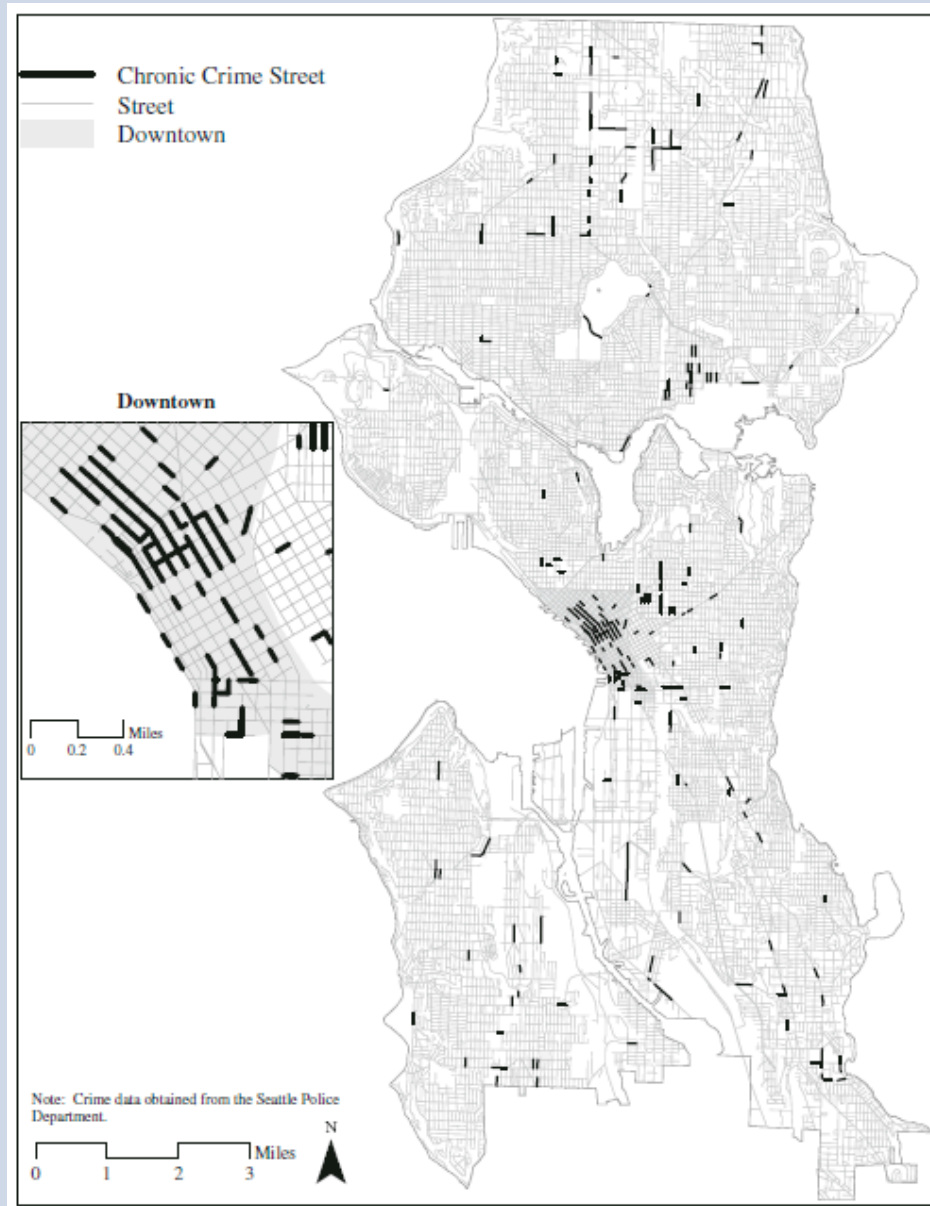 Chronic Crime Street
Street
Downtown
Downtown
Miles
0 0.2 0.4
Note: Crime data obtained from the Seattle Police
Department.
N
Miles
0 1 2 3